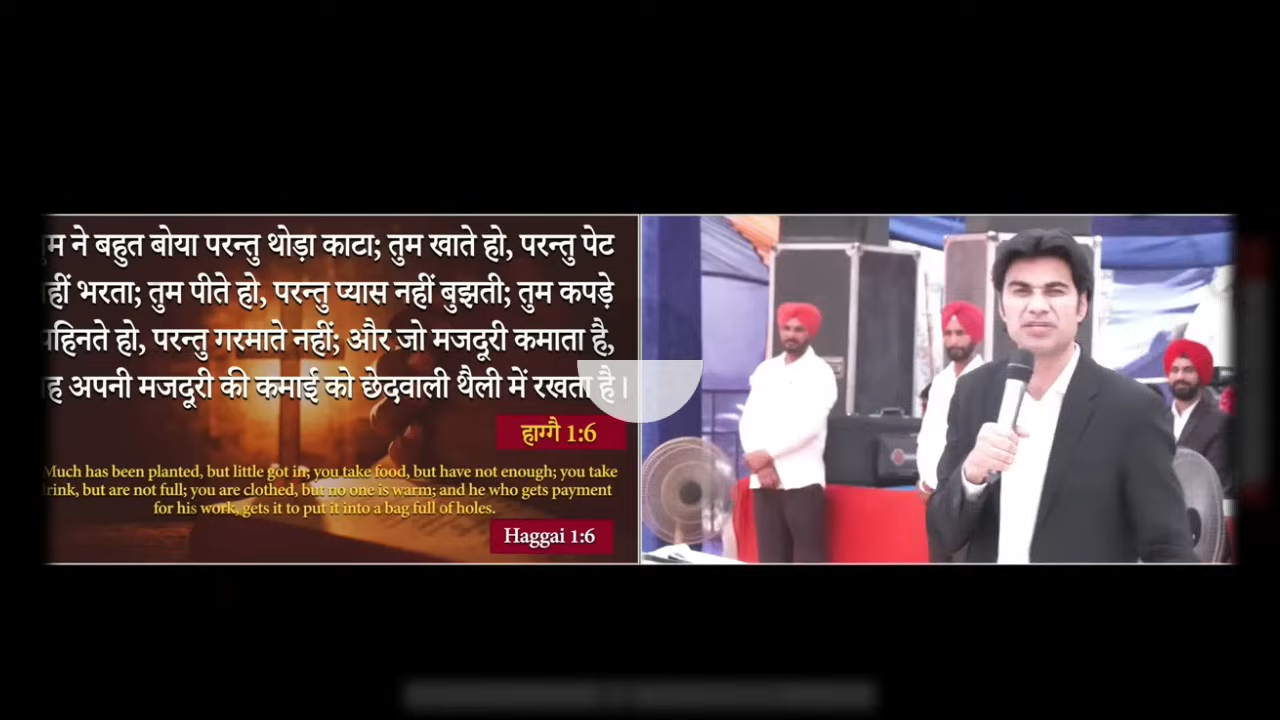 ने बहुत बोया परन्तु थोड़ा काटा; तुम खाते हो, परन्तु पेट
भरता; तुम पीते हो, परन्तु प्यास नहीं बुझती; तुम कपड़े
पहिनते हो, परन्तु गरमाते नहीं; और जो मजदूरी कमाता है,
अपनी मजदूरी की कमाई को छेदवाली थैली में रखता है।
हाग्गै 1:6
Much has been planted, but little got in; you take food, but have not enough; you take
rink, but are not full; you are clothed, but no one is warm; and he who gets payment
for his work, gets it to put it into a bag full of holes.
Haggai 1:6